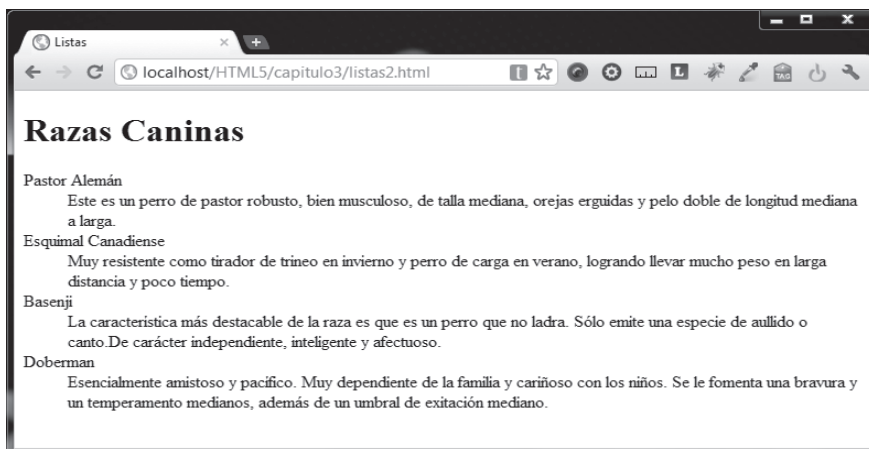 Listas
localhost/HTML5/capitulo3/listas2.html
t
L
TAG
Razas Caninas
Pastor Alemán
Este es un perro de pastor robusto, bien musculoso, de talla mediana, orejas erguidas y pelo doble de longitud mediana
a larga.
Esquimal Canadiense
Muy resistente como tirador de trineo en invierno y perro de carga en verano, logrando llevar mucho peso en larga
distancia y poco tiempo.
Basenji
La característica más destacable de la raza es que es un perro que no ladra. Sólo emite una especie de aullido o
canto.De carácter independiente, inteligente y afectuoso.
Doberman
Esencialmente amistoso y pacífico. Muy dependiente de la familia y cariñoso con los niños. Se le fomenta una bravura y
un temperamento medianos, además de un umbral de exitación mediano.